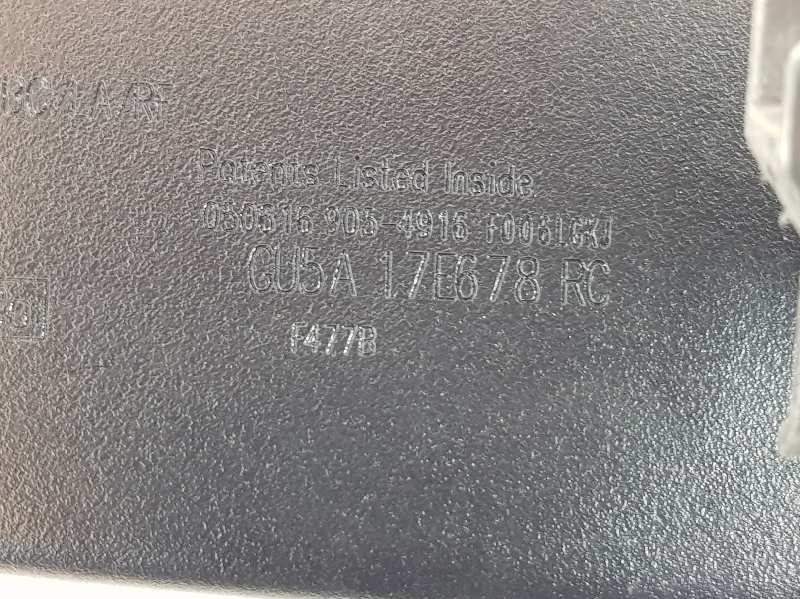 Patents Listed Inside
050516 905-4916 F0061GKJ
CU5A 17E678 RC
F477B